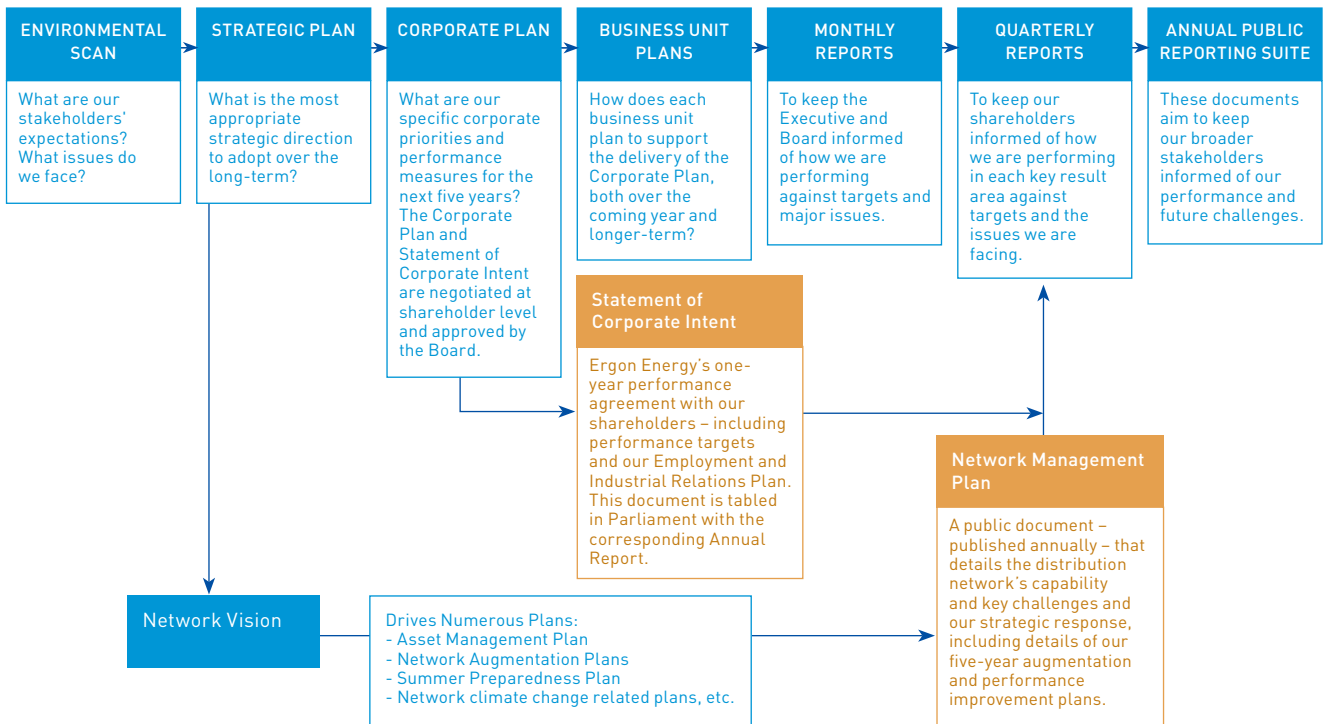 ENVIRONMENTAL
SCAN
What are our
stakeholders'
expectations?
What issues do
we face?
STRATEGIC PLAN
What is the most
appropriate
strategic direction
to adopt over the
long-term?
CORPORATE PLAN
What are our
specific corporate
priorities and
performance
measures for the
next five years?
The Corporate
Plan and
Statement of
Corporate Intent
are negotiated at
shareholder level
and approved by
the Board.
BUSINESS UNIT
PLANS
How does each
business unit
plan to support
the delivery of the
Corporate Plan,
both over the
coming year and
longer-term?
MONTHLY
REPORTS
To keep the
Executive and
Board informed
of how we are
performing
against targets and
major issues.
QUARTERLY
REPORTS
To keep our
shareholders
informed of how
we are performing
in each key result
area against
targets and the
issues we are
facing.
ANNUAL PUBLIC
REPORTING SUITE
These documents
aim to keep
our broader
stakeholders
informed of our
performance and
future challenges.
Statement of
Corporate Intent
Ergon Energy's one-
year performance
agreement with our
shareholders – including
performance targets
and our Employment and
Industrial Relations Plan.
This document is tabled
in Parliament with the
corresponding Annual
Report.
Network Management
Plan
A public document –
published annually – that
details the distribution
network's capability
and key challenges and
our strategic response,
including details of our
five-year augmentation
and performance
improvement plans.
Network Vision
Drives Numerous Plans:
- Asset Management Plan
- Network Augmentation Plans
- Summer Preparedness Plan
- Network climate change related plans, etc.